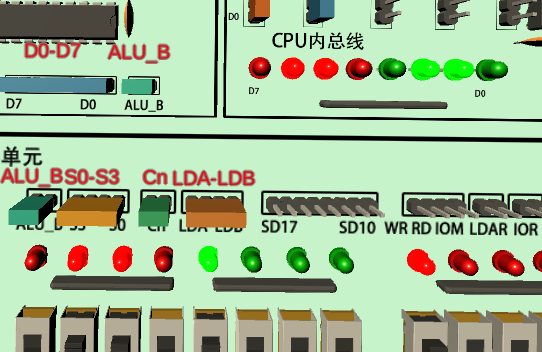 D0
D0-D7 ALU_B
CPU内总线
D7 D0 ALU_B
D7 D0
单元
ALU_B S0-S3 Cn LDA-LDB
ALU_B S3 S0 Cn LDA LDB SD17 SD10 WR RD IOM LDAR IOR